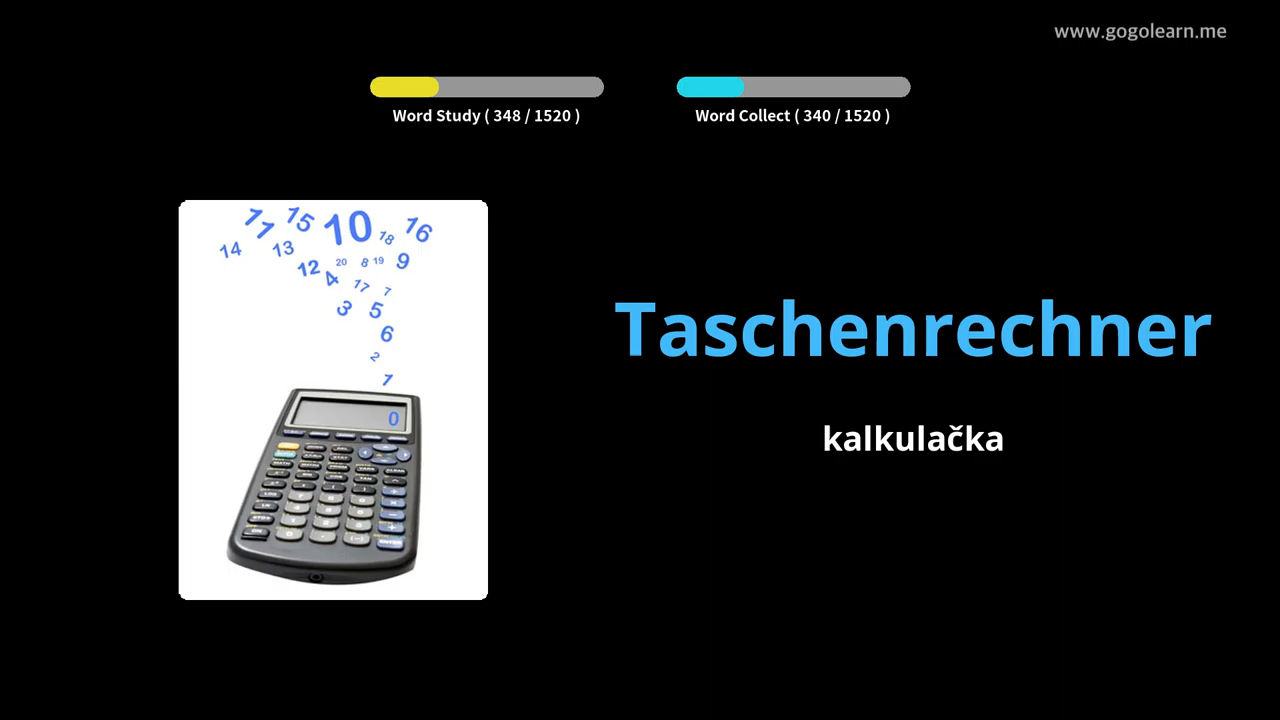 www.gogolearn.me
Word Study ( 348 / 1520 )
Word Collect ( 340 / 1520 )
11 15 10 18 16
14 13 12 20 8 19 9
4 17 7
3 5
6
2
1
0
Taschenrechner
kalkulačka